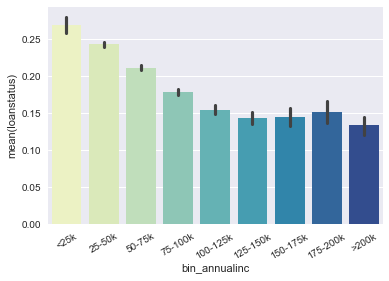 mean(loanstatus)
0.25
0.20
0.15
0.10
0.05
0.00
<25k
25-50k
50-75k
75-100k
100-125k
125-150k
150-175k
175-200k
>200k
bin_annualinc